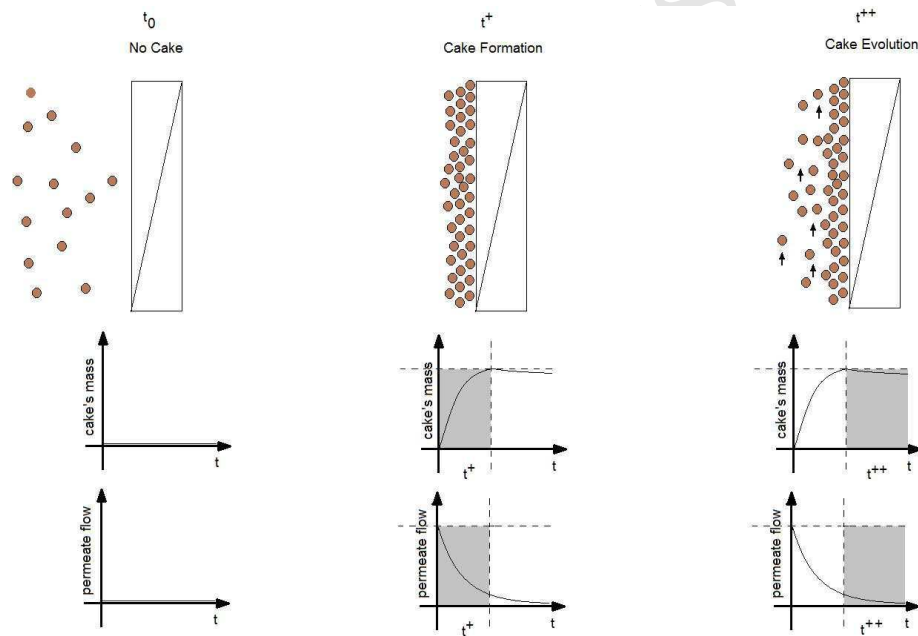 t0
No Cake
t+
Cake Formation
t++
Cake Evolution
cake's mass
t
cake's mass
t+
t
cake's mass
t++
t
permeate flow
t
permeate flow
t+
t
permeate flow
t++
t